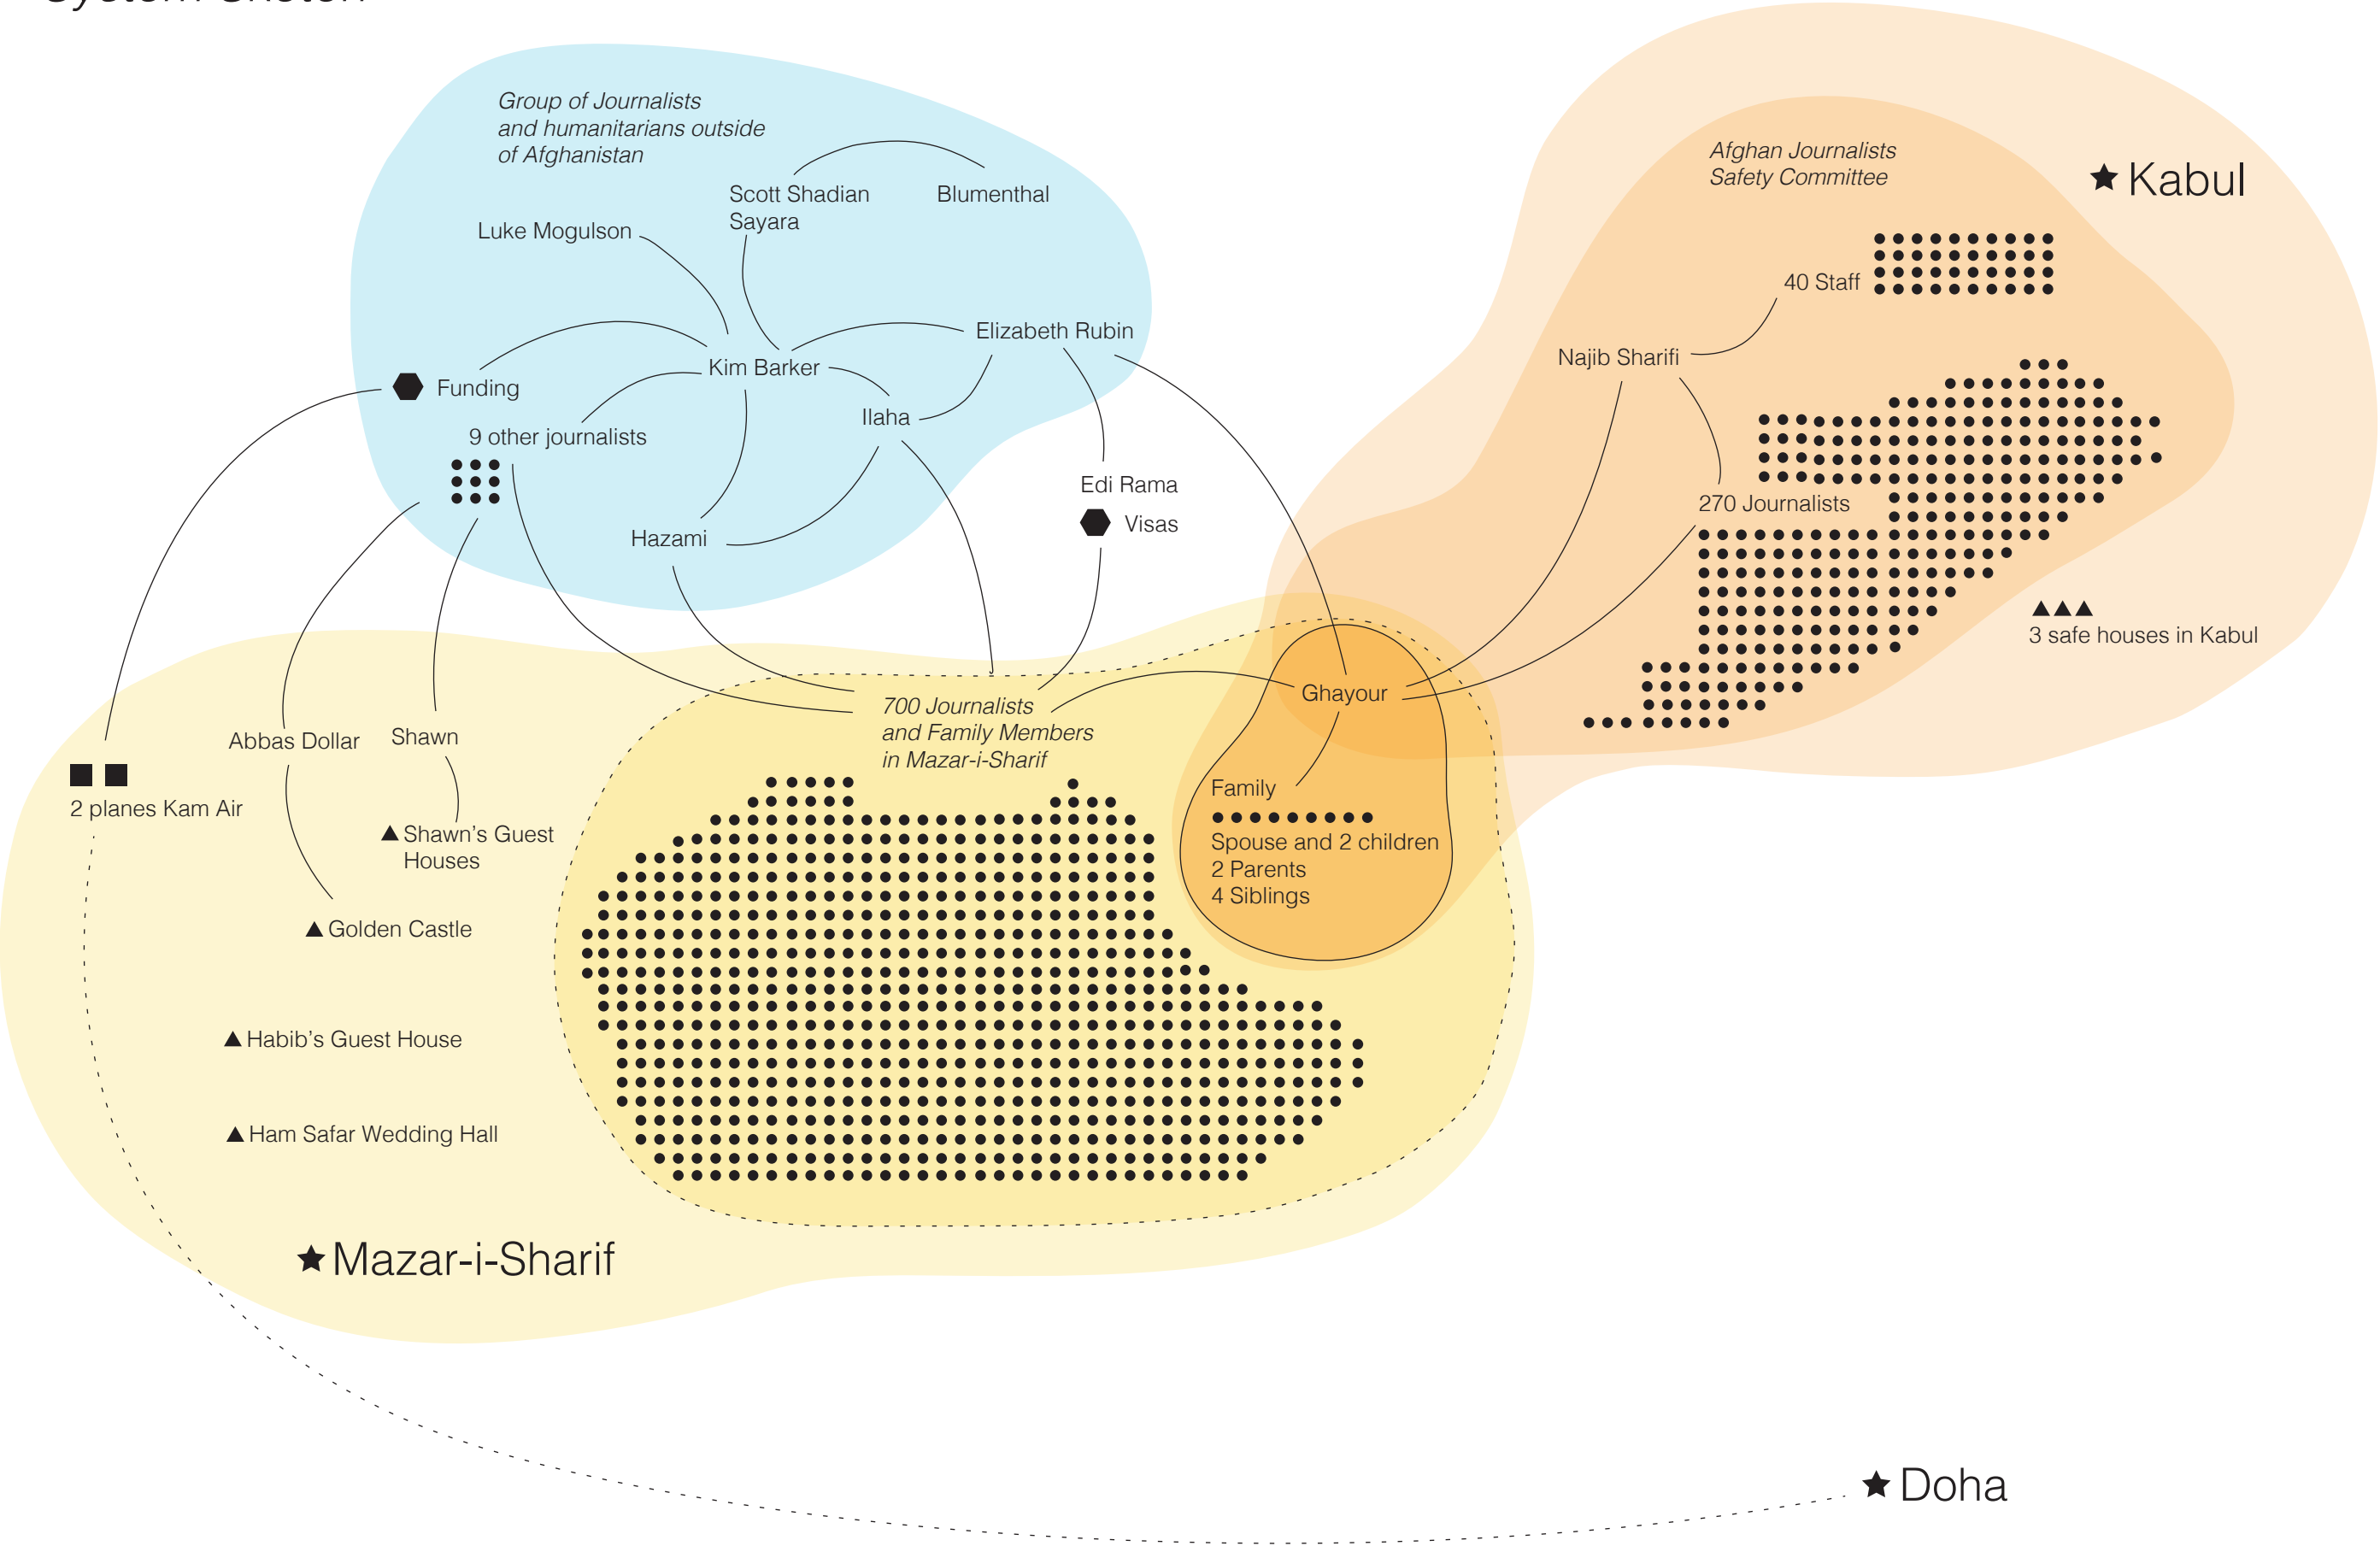 System Sketch
Group of Journalists
and humanitarians outside
of Afghanistan
Scott Shadian
Sayara
Blumenthal
Luke Mogulson
Elizabeth Rubin
Kim Barker
Funding
Ilaha
9 other journalists
Edi Rama
Visas
Hazami
Afghan Journalists
Safety Committee
Kabul
40 Staff
Najib Sharifi
270 Journalists
3 safe houses in Kabul
Ghayour
700 Journalists
and Family Members
in Mazar-i-Sharif
Family
Spouse and 2 children
2 Parents
4 Siblings
Abbas Dollar
Shawn
2 planes Kam Air
Shawn's Guest
Houses
Golden Castle
Habib's Guest House
Ham Safar Wedding Hall
Mazar-i-Sharif
Doha